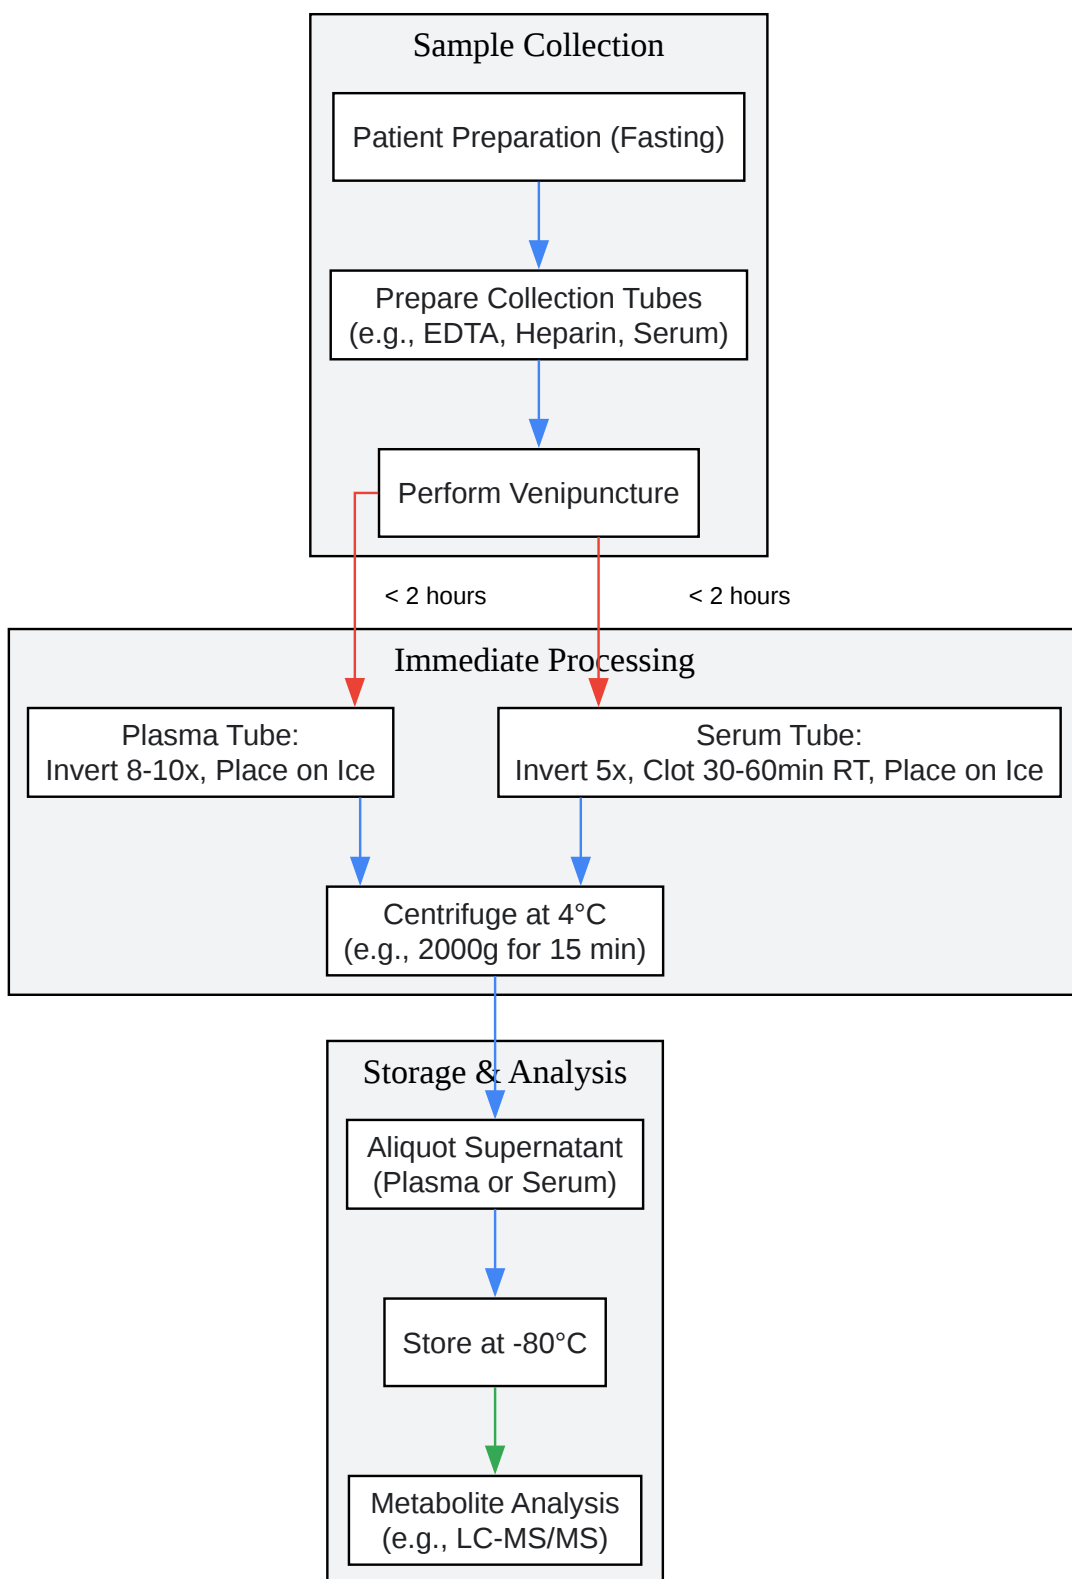 Sample Collection
Patient Preparation (Fasting)
Prepare Collection Tubes
(e.g., EDTA, Heparin, Serum)
Perform Venipuncture
< 2 hours
< 2 hours
Immediate Processing
Plasma Tube:
Invert 8-10x, Place on Ice
Serum Tube:
Invert 5x, Clot 30-60min RT, Place on Ice
Centrifuge at 4°C
(e.g., 2000g for 15 min)
Storage & Analysis
Aliquot Supernatant
(Plasma or Serum)
Store at -80°C
Metabolite Analysis
(e.g., LC-MS/MS)